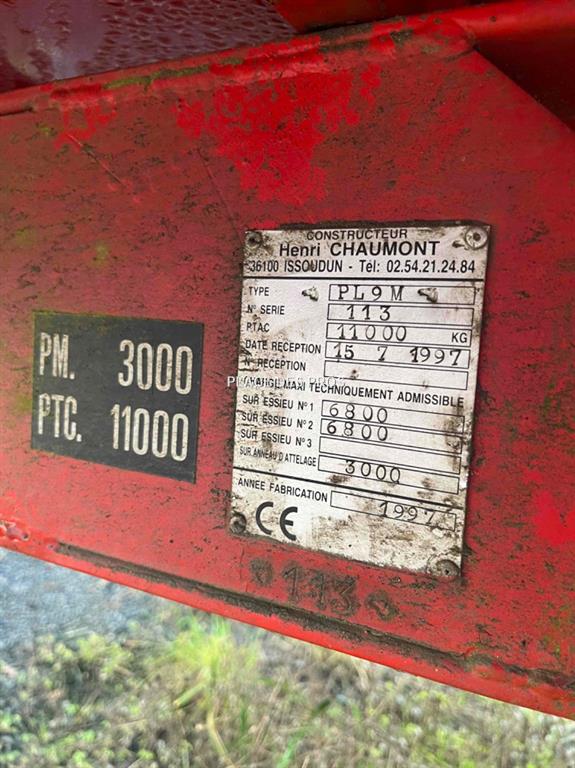 CONSTRUCTEUR
Henri CHAUMONT
36100 ISSOUDUN - Tél: 02.54.21.24.84
TYPE PL9M
N° SERIE 113
PTAC 11000 KG
DATE RECEPTION 15 7 1997
N° RECEPTION
CHARGE MAXI TECHNIQUEMENT ADMISSIBLE
SUR ESSIEU N° 1 6800
SUR ESSIEU N° 2 6800
SUR ESSIEU N° 3
SUR ANNEAU D'ATTELAGE 3000
ANNEE FABRICATION 1997
CE
PM. 3000
PTC. 11000
113